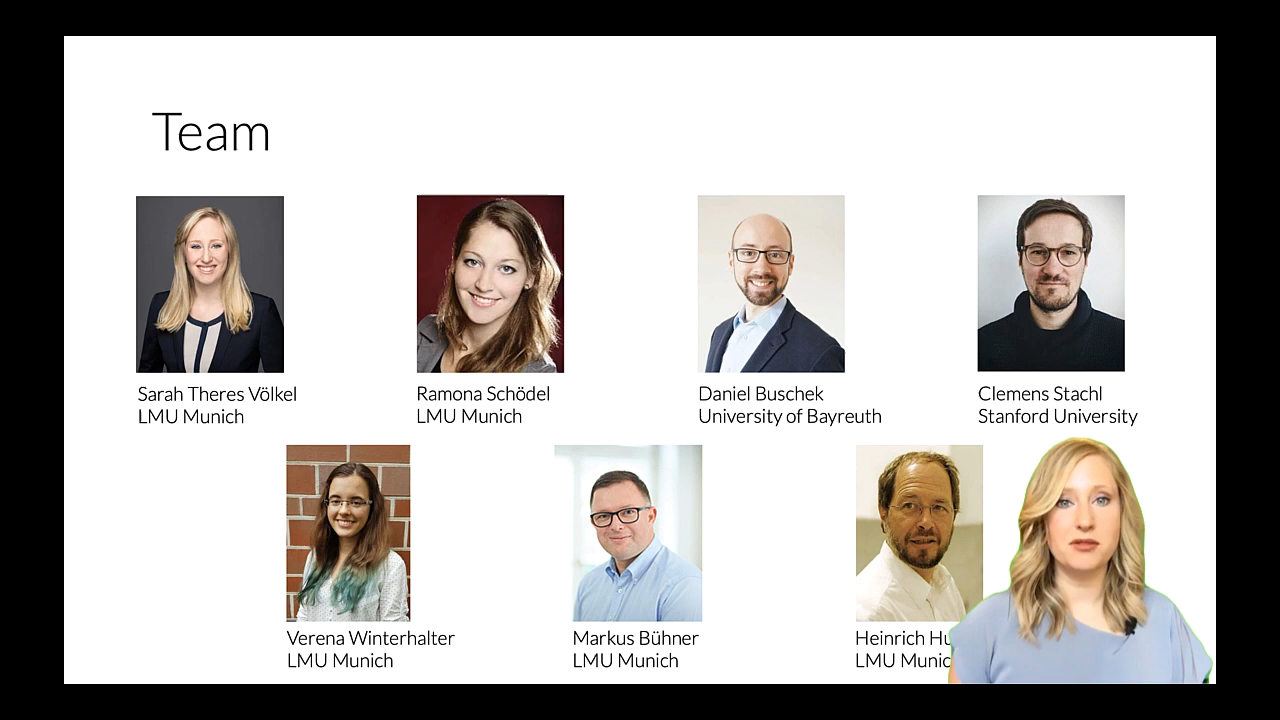 Team
Sarah Theres Völkel
LMU Munich
Ramona Schödel
LMU Munich
Daniel Buschek
University of Bayreuth
Clemens Stachl
Stanford University
Verena Winterhalter
LMU Munich
Markus Bühner
LMU Munich
Heinrich
LMU